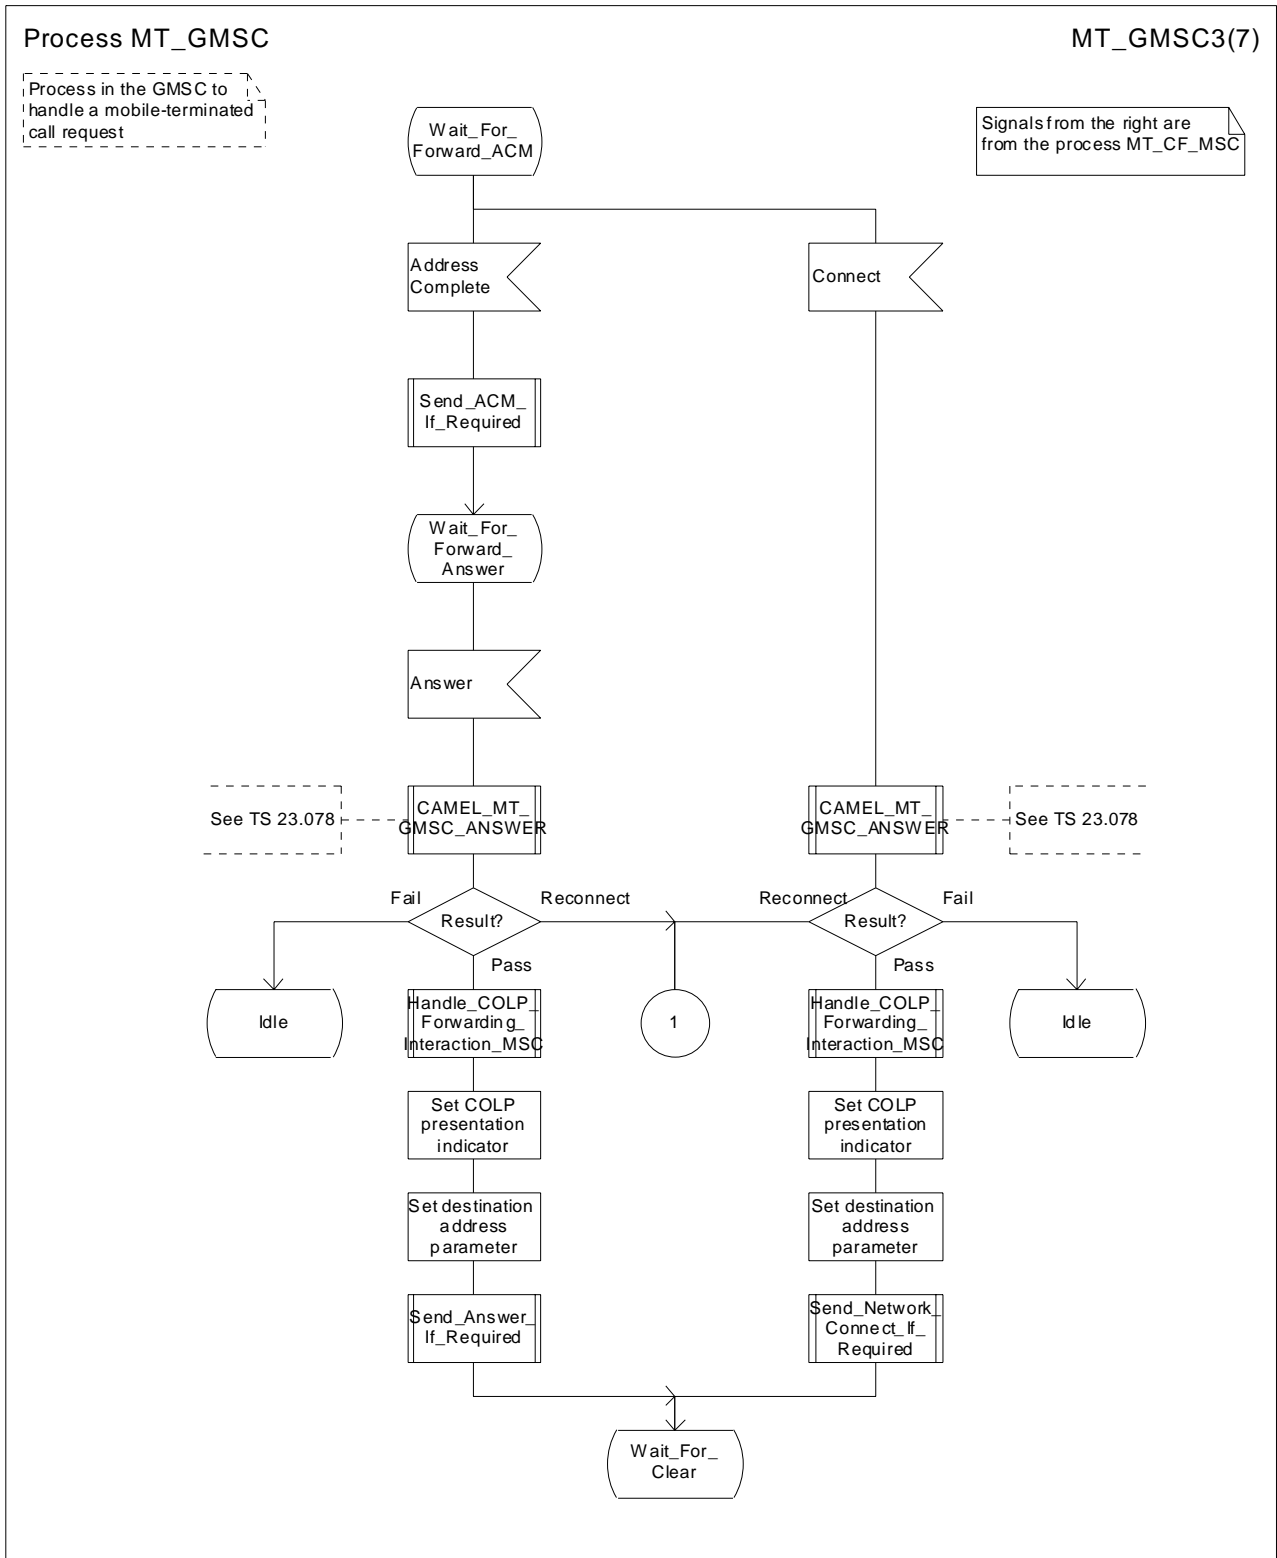 Process MT_GMSC
MT_GMSC3(7)
Process in the GMSC to
handle a mobile-terminated
call request
Signals from the right are
from the process MT_CF_MSC
Wait_For_
Forward_ACM
Address
Complete
Connect
Send_ACM_
If_Required
Wait_For_
Forward_
Answer
Answer
See TS 23.078
CAMEL_MT_
GMSC_ANSWER
CAMEL_MT_
GMSC_ANSWER
See TS 23.078
Fail
Result?
Reconnect
Pass
Reconnect
Result?
Fail
Pass
Idle
Handle_COLP_
Forwarding_
Interaction_MSC
1
Handle_COLP_
Forwarding_
Interaction_MSC
Idle
Set COLP
presentation
indicator
Set COLP
presentation
indicator
Set destination
address
parameter
Set destination
address
parameter
Send_Answer_
If_Required
Send_Network_
Connect_If_
Required
Wait_For_
Clear